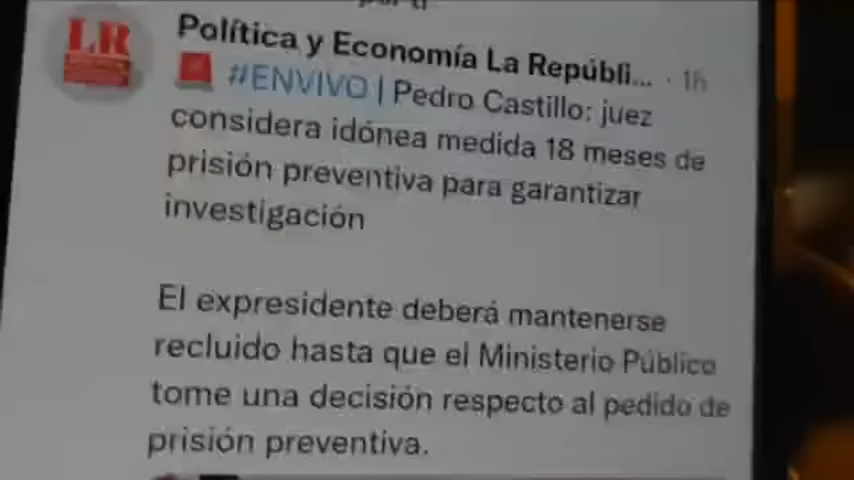 LR
Política y Economía La Repúbli... · 1h
#ENVIVO | Pedro Castillo: juez
considera idónea medida 18 meses de
prisión preventiva para garantizar
investigación
El expresidente deberá mantenerse
recluido hasta que el Ministerio Público
tome una decisión respecto al pedido de
prisión preventiva.